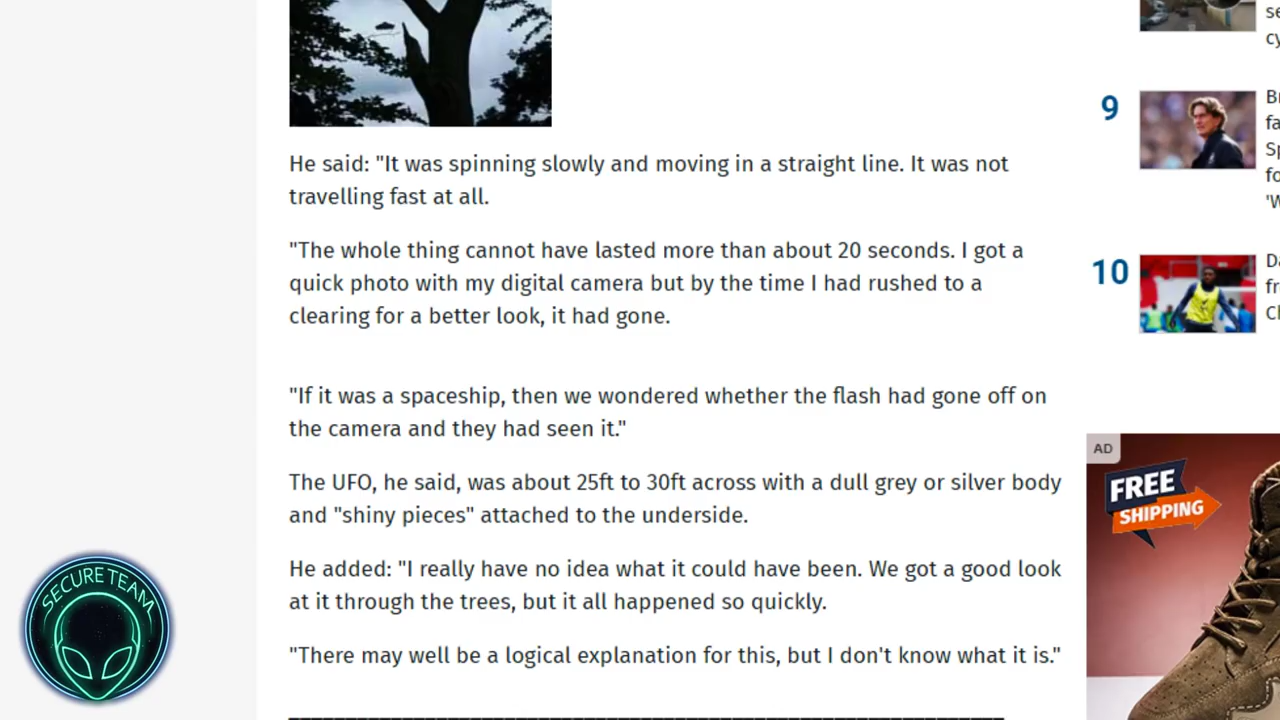 He said: "It was spinning slowly and moving in a straight line. It was not
travelling fast at all.
"The whole thing cannot have lasted more than about 20 seconds. I got a
quick photo with my digital camera but by the time I had rushed to a
clearing for a better look, it had gone.
"If it was a spaceship, then we wondered whether the flash had gone off on
the camera and they had seen it."
The UFO, he said, was about 25ft to 30ft across with a dull grey or silver body
and "shiny pieces" attached to the underside.
He added: "I really have no idea what it could have been. We got a good look
at it through the trees, but it all happened so quickly.
"There may well be a logical explanation for this, but I don't know what it is."
9
10
AD
FREE
SHIPPING
SECURE TEAM